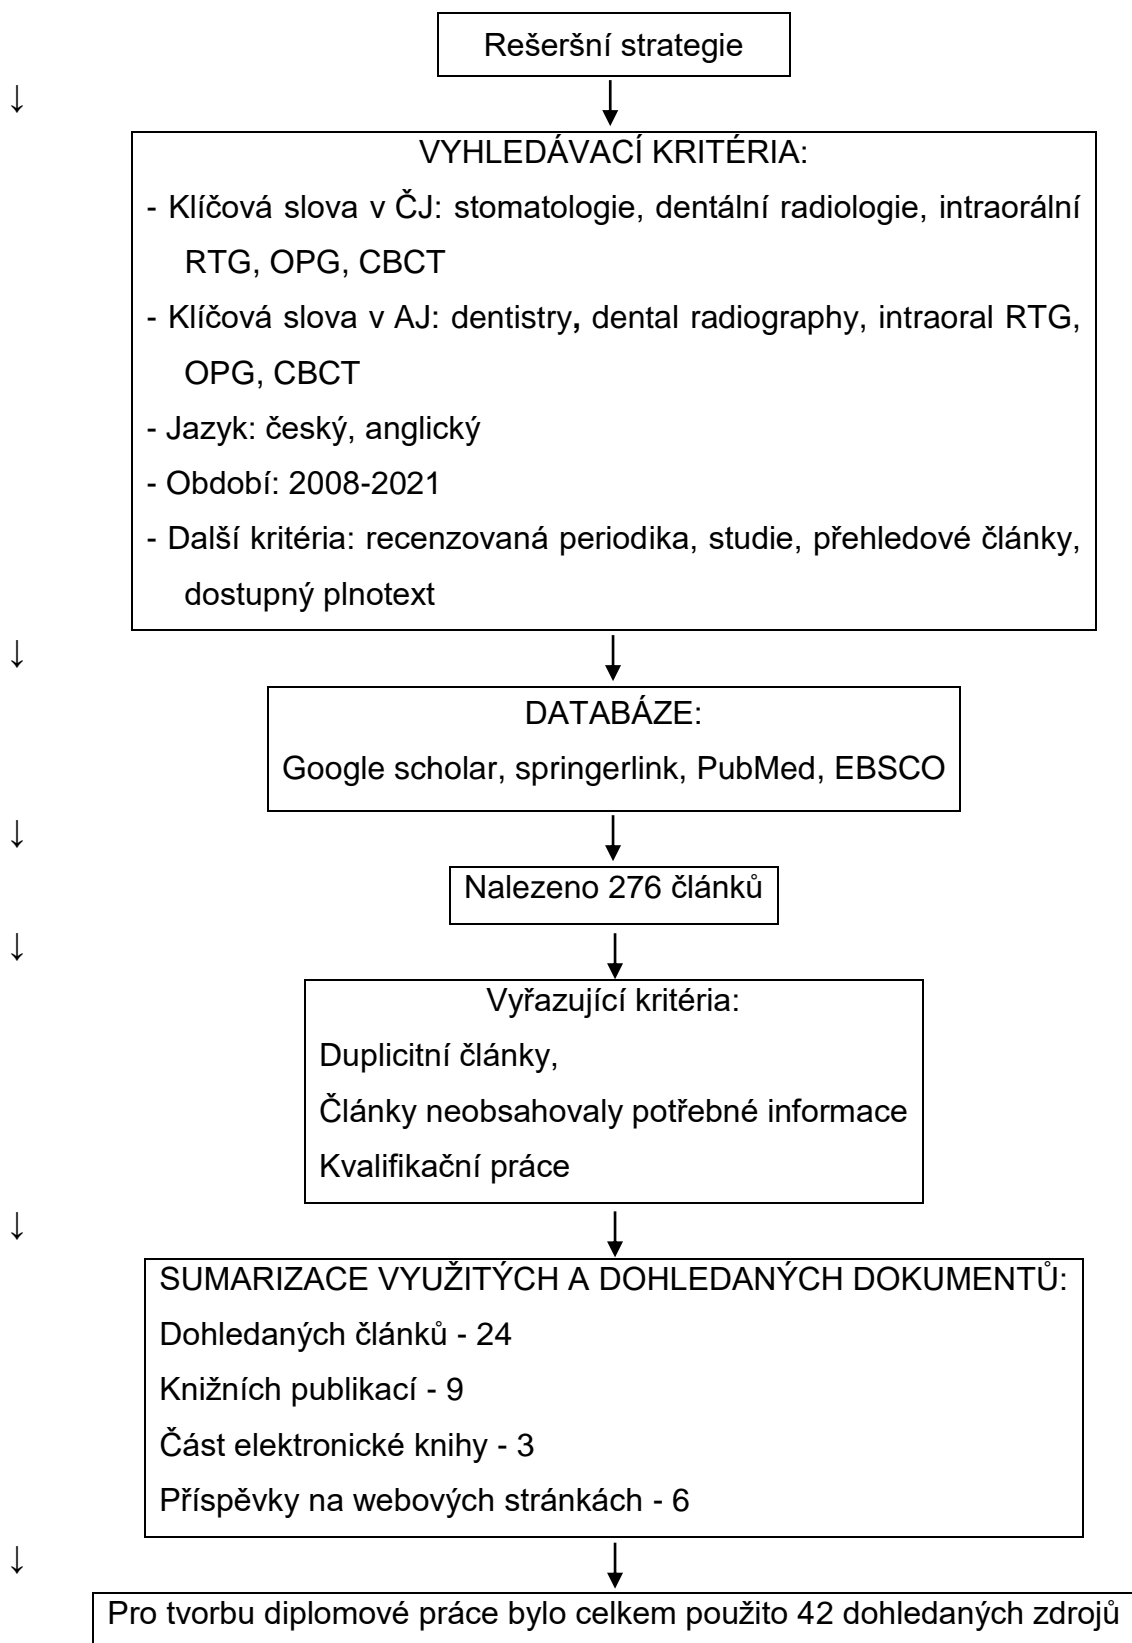 Rešeršní strategie
↓
VYHLEDÁVACÍ KRITÉRIA:
- Klíčová slova v ČJ: stomatologie, dentální radiologie, intraorální
RTG, OPG, CBCT
- Klíčová slova v AJ: dentistry, dental radiography, intraoral RTG,
OPG, CBCT
- Jazyk: český, anglický
- Období: 2008-2021
- Další kritéria: recenzovaná periodika, studie, přehledové články,
dostupný plnotext
↓
DATABÁZE:
Google scholar, springerlink, PubMed, EBSCO
↓
Nalezeno 276 článků
↓
Vyřazující kritéria:
Duplicitní články,
Články neobsahovaly potřebné informace
Kvalifikační práce
↓
SUMARIZACE VYUŽITÝCH A DOHLEDANÝCH DOKUMENTŮ:
Dohledaných článků - 24
Knižních publikací - 9
Část elektronické knihy - 3
Příspěvky na webových stránkách - 6
↓
Pro tvorbu diplomové práce bylo celkem použito 42 dohledaných zdrojů